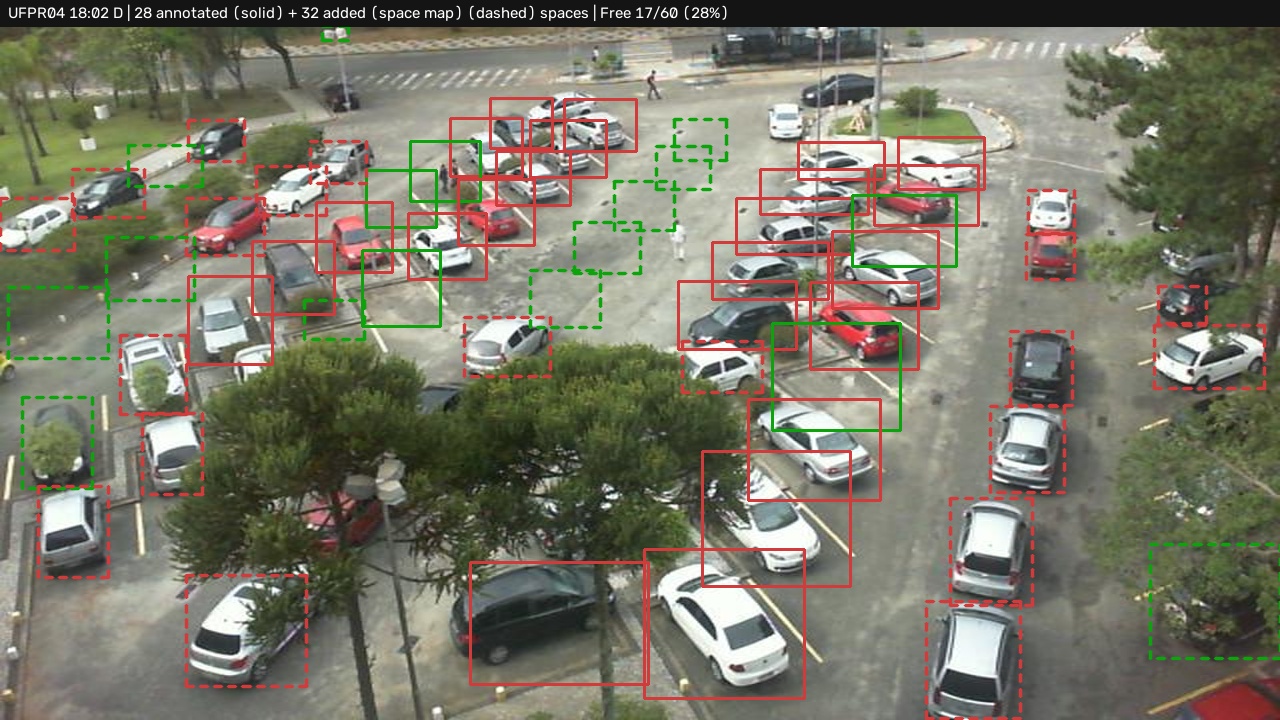 UFPR04 18:02 D | 28 annotated (solid) + 32 added (space map) (dashed) spaces | Free 17/60 (28%)